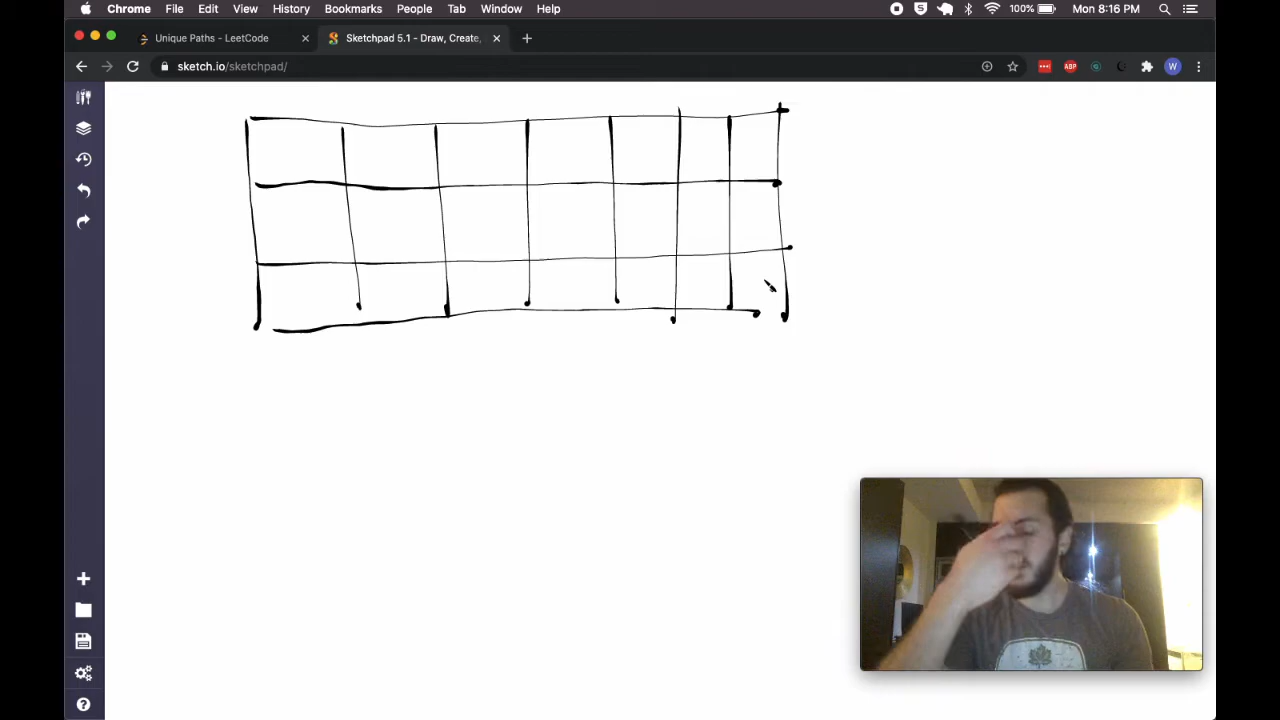 Chrome File Edit View History Bookmarks People Tab Window Help 100% Mon 8:16 PM
Unique Paths - LeetCode Sketchpad 5.1 - Draw, Create,
sketch.io/sketchpad/ ABP W